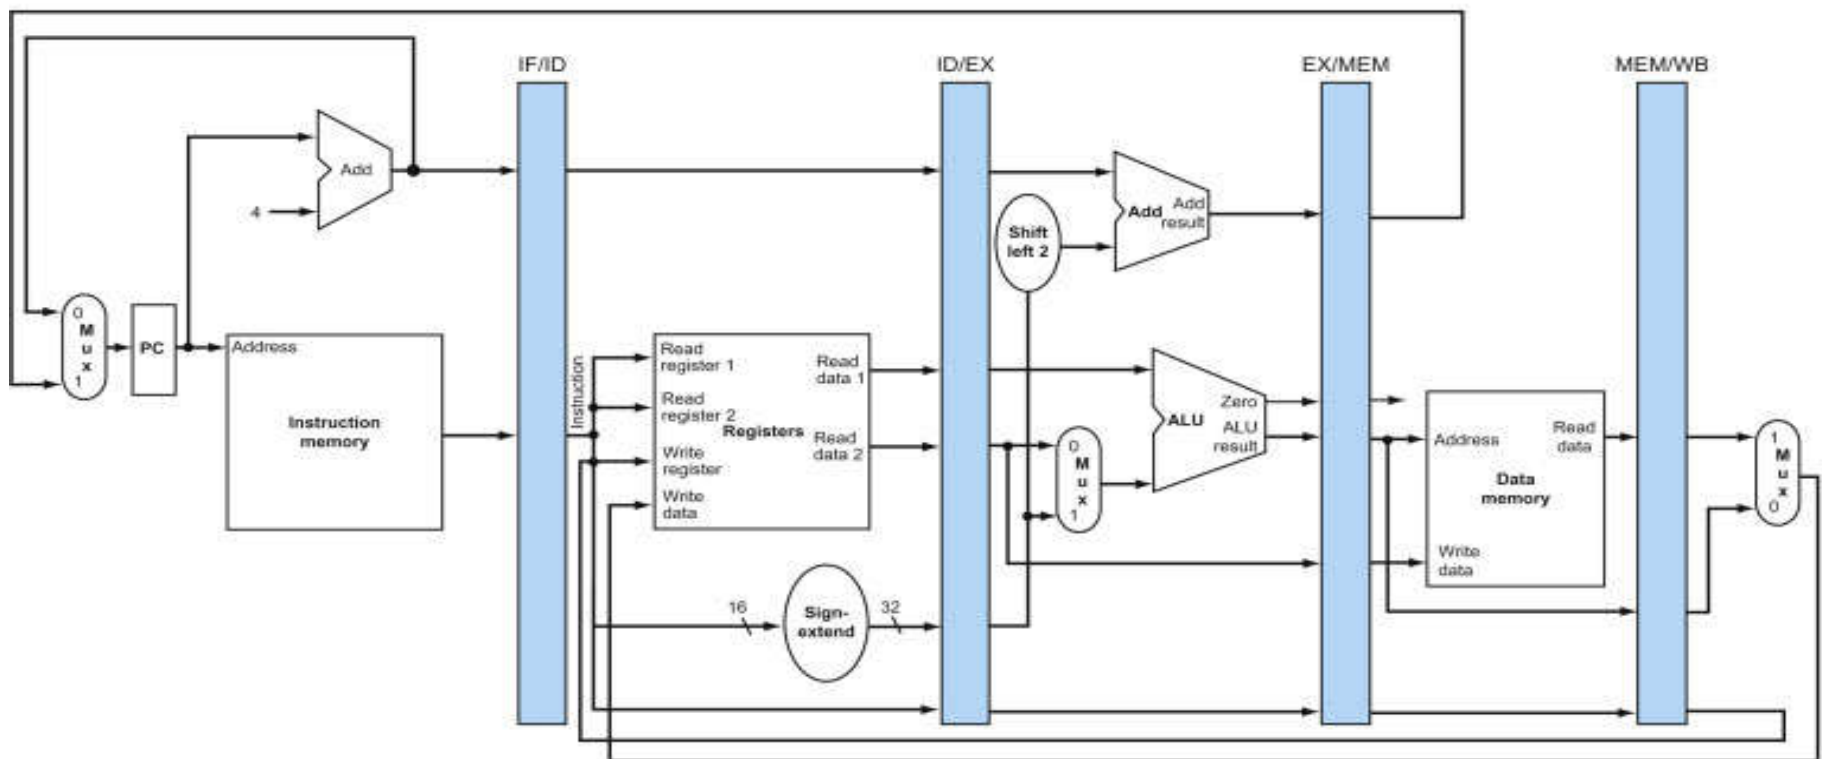 IF/ID
ID/EX
EX/MEM
MEM/WB
Add
4
Shift
left 2
Add
Add
result
0
M
u
x
1
PC
Address
Instruction
memory
Instruction
Read
register 1
Read
register 2
Write
register
Write
data
Registers
Read
data 1
Read
data 2
16
Sign-
extend
32
0
M
u
x
1
ALU
Zero
ALU
result
Address
Read
data
Data
memory
Write
data
1
M
u
x
0